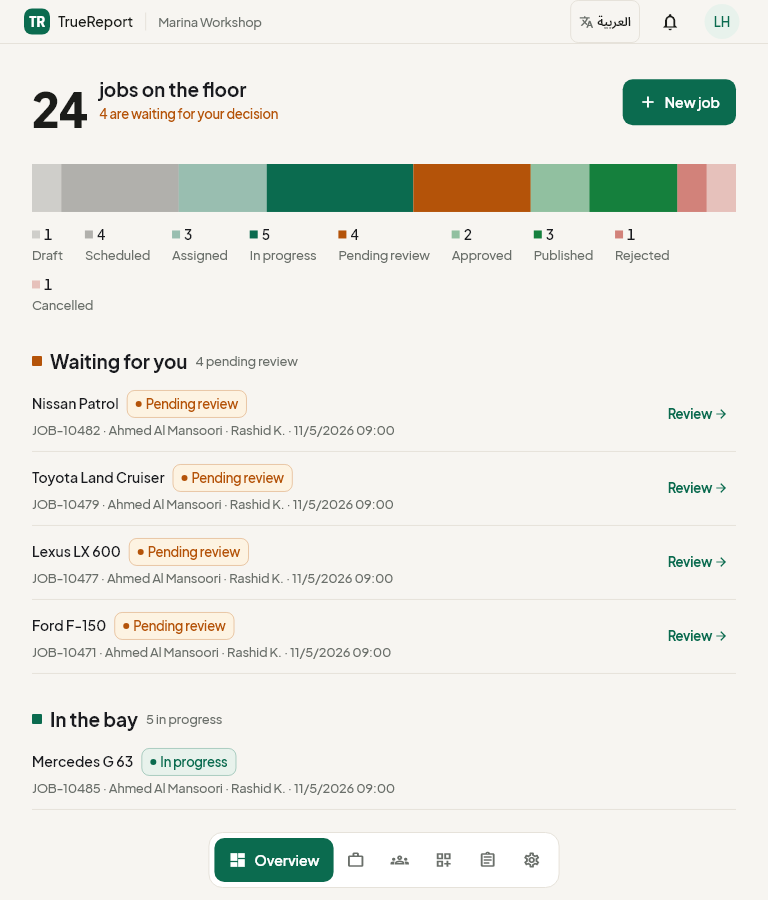 TR TrueReport Marina Workshop العربية LH
24 jobs on the floor
4 are waiting for your decision
+ New job
1 4 3 5 4 2 3 1
Draft Scheduled Assigned In progress Pending review Approved Published Rejected
1
Cancelled
Waiting for you 4 pending review
Nissan Patrol Pending review
JOB-10482 · Ahmed Al Mansoori · Rashid K. · 11/5/2026 09:00
Review →
Toyota Land Cruiser Pending review
JOB-10479 · Ahmed Al Mansoori · Rashid K. · 11/5/2026 09:00
Review →
Lexus LX 600 Pending review
JOB-10477 · Ahmed Al Mansoori · Rashid K. · 11/5/2026 09:00
Review →
Ford F-150 Pending review
JOB-10471 · Ahmed Al Mansoori · Rashid K. · 11/5/2026 09:00
Review →
In the bay 5 in progress
Mercedes G 63 In progress
JOB-10485 · Ahmed Al Mansoori · Rashid K. · 11/5/2026 09:00
Overview